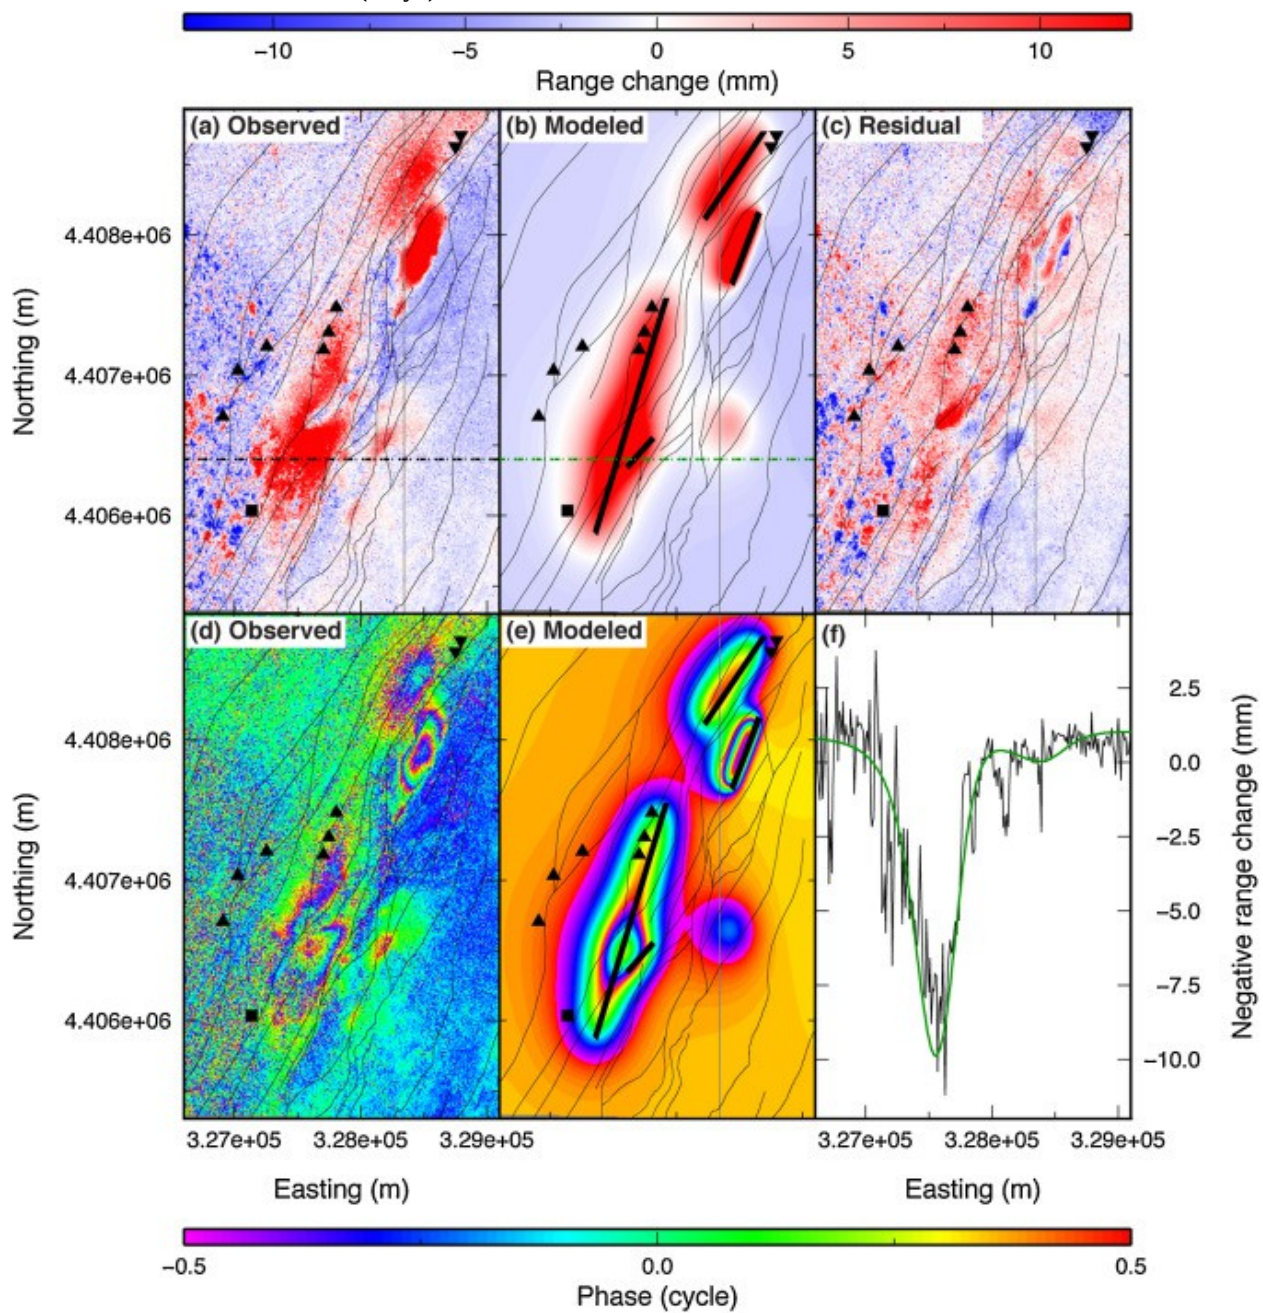 −10 −5 0 5 10
Range change (mm)
(a) Observed (b) Modeled (c) Residual
4.408e+06
4.407e+06
4.406e+06
Northing (m)
(d) Observed (e) Modeled (f)
4.408e+06
4.407e+06
4.406e+06
Northing (m)
2.5
0.0
−2.5
−5.0
−7.5
−10.0
Negative range change (mm)
3.27e+05 3.28e+05 3.29e+05 3.27e+05 3.28e+05 3.29e+05
Easting (m) Easting (m)
−0.5 0.0 0.5
Phase (cycle)